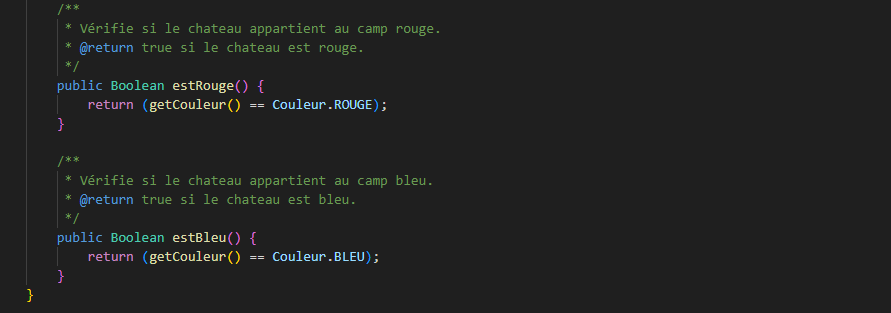 /**
 * Vérifie si le chateau appartient au camp rouge.
 * @return true si le chateau est rouge.
 */
public Boolean estRouge() {
    return (getCouleur() == Couleur.ROUGE);
}

/**
 * Vérifie si le chateau appartient au camp bleu.
 * @return true si le chateau est bleu.
 */
public Boolean estBleu() {
    return (getCouleur() == Couleur.BLEU);
}
}